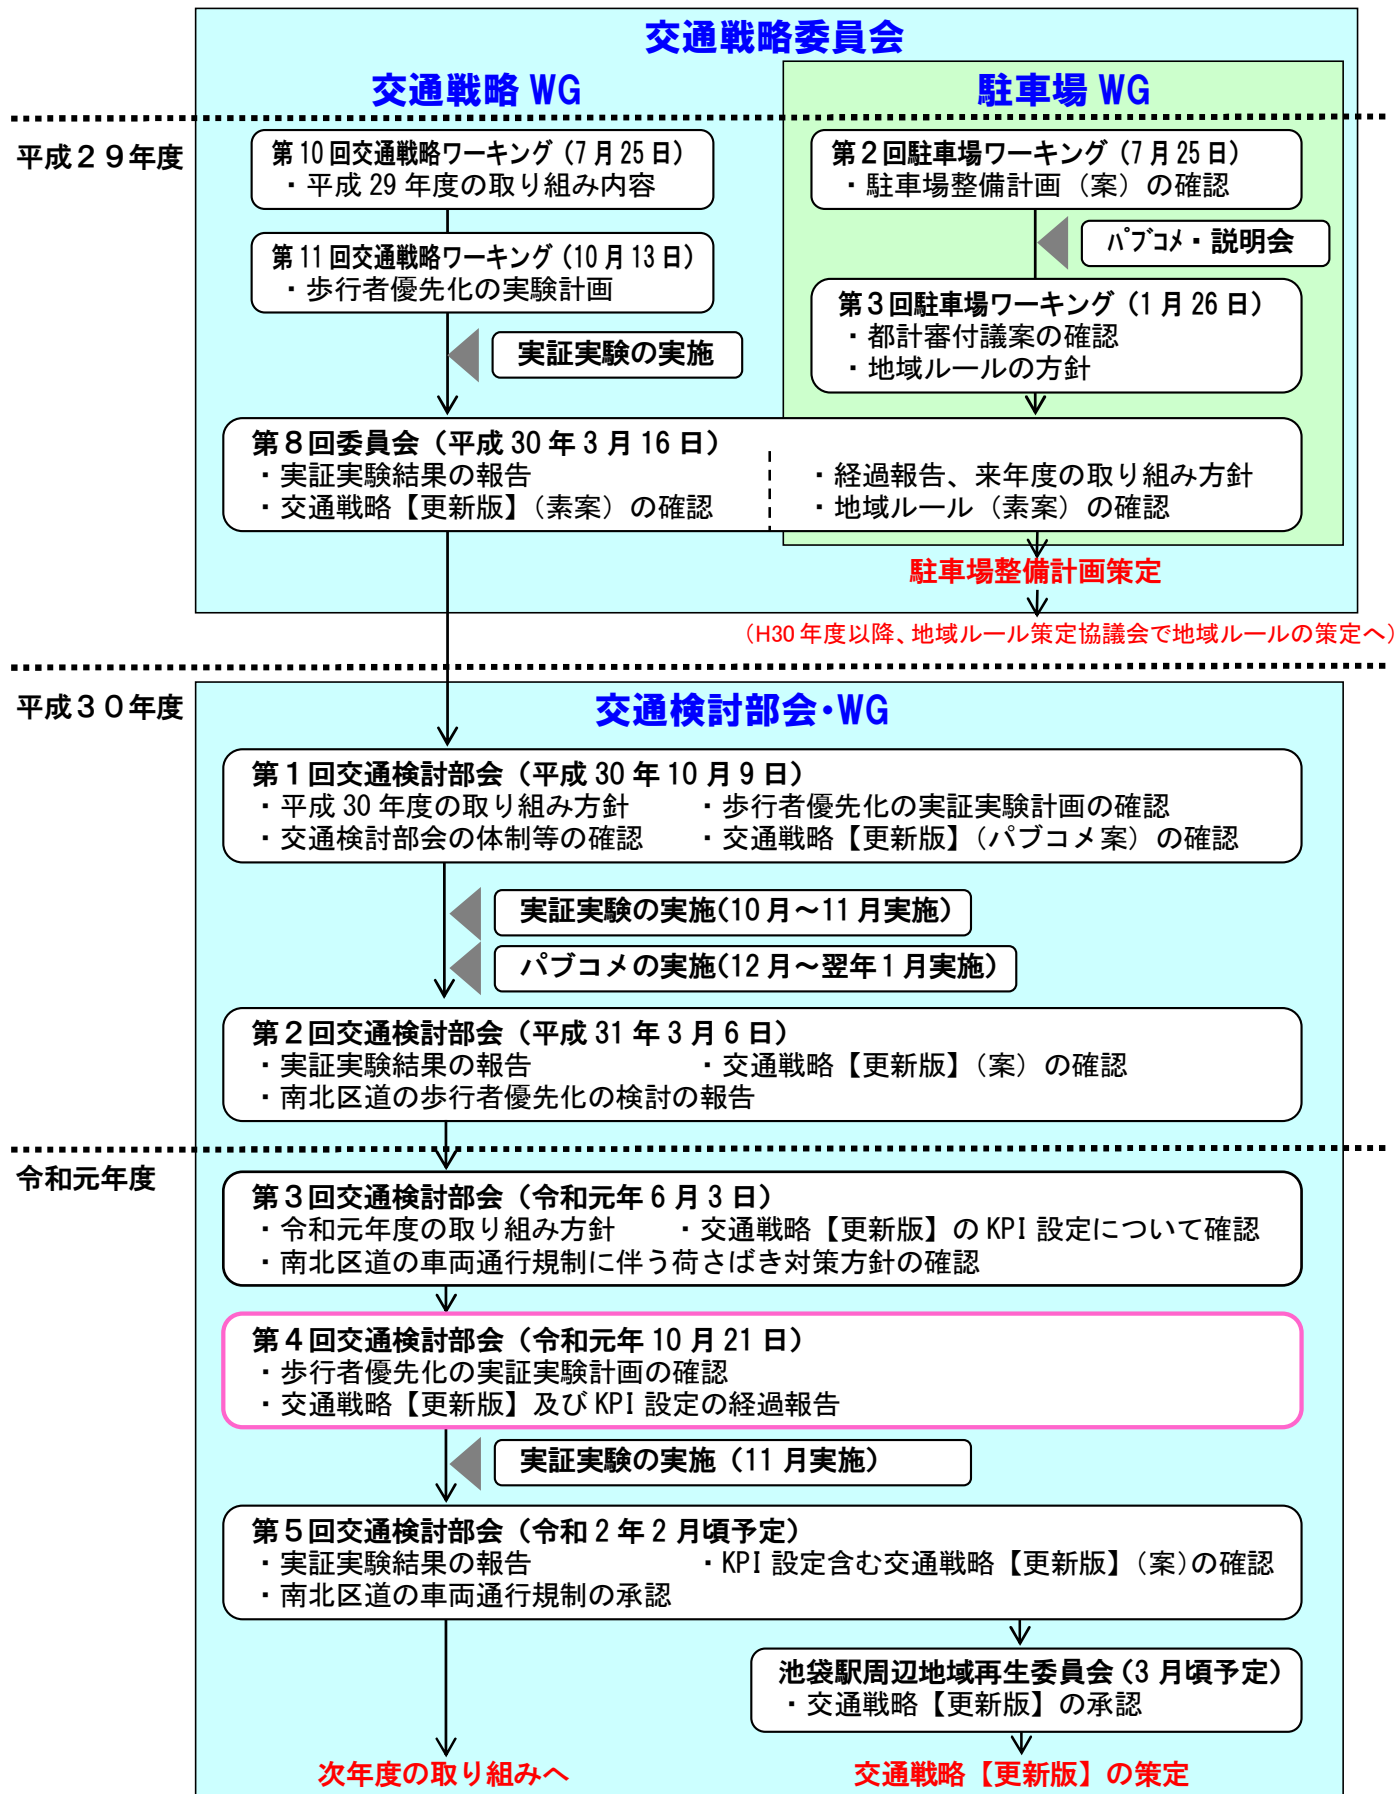 交通戦略委員会
交通戦略 WG
駐車場 WG
平成２９年度
第 10 回交通戦略ワーキング（7 月 25 日）
・平成 29 年度の取り組み内容
第 11 回交通戦略ワーキング（10 月 13 日）
・歩行者優先化の実験計画
実証実験の実施
第２回駐車場ワーキング（7 月 25 日）
・駐車場整備計画（案）の確認
ﾊﾟﾌﾞｺﾒ・説明会
第３回駐車場ワーキング（1 月 26 日）
・都計審付議案の確認
・地域ルールの方針
第８回委員会（平成 30 年 3 月 16 日）
・実証実験結果の報告
・交通戦略【更新版】（素案）の確認
・経過報告、来年度の取り組み方針
・地域ルール（素案）の確認
駐車場整備計画策定
（H30 年度以降、地域ルール策定協議会で地域ルールの策定へ）
平成３０年度
交通検討部会・WG
第１回交通検討部会（平成 30 年 10 月 9 日）
・平成 30 年度の取り組み方針　・歩行者優先化の実証実験計画の確認
・交通検討部会の体制等の確認　・交通戦略【更新版】（パブコメ案）の確認
実証実験の実施（10 月～11 月実施）
パブコメの実施（12 月～翌年 1 月実施）
第２回交通検討部会（平成 31 年 3 月 6 日）
・実証実験結果の報告　・交通戦略【更新版】（案）の確認
・南北区道の歩行者優先化の検討の報告
令和元年度
第３回交通検討部会（令和元年 6 月 3 日）
・令和元年度の取り組み方針　・交通戦略【更新版】の KPI 設定について確認
・南北区道の車両通行規制に伴う荷さばき対策方針の確認
第４回交通検討部会（令和元年 10 月 21 日）
・歩行者優先化の実証実験計画の確認
・交通戦略【更新版】及び KPI 設定の経過報告
実証実験の実施（11 月実施）
第５回交通検討部会（令和 2 年 2 月頃予定）
・実証実験結果の報告　・KPI 設定含む交通戦略【更新版】（案）の確認
・南北区道の車両通行規制の承認
池袋駅周辺地域再生委員会（3 月頃予定）
・交通戦略【更新版】の承認
次年度の取り組みへ
交通戦略【更新版】の策定